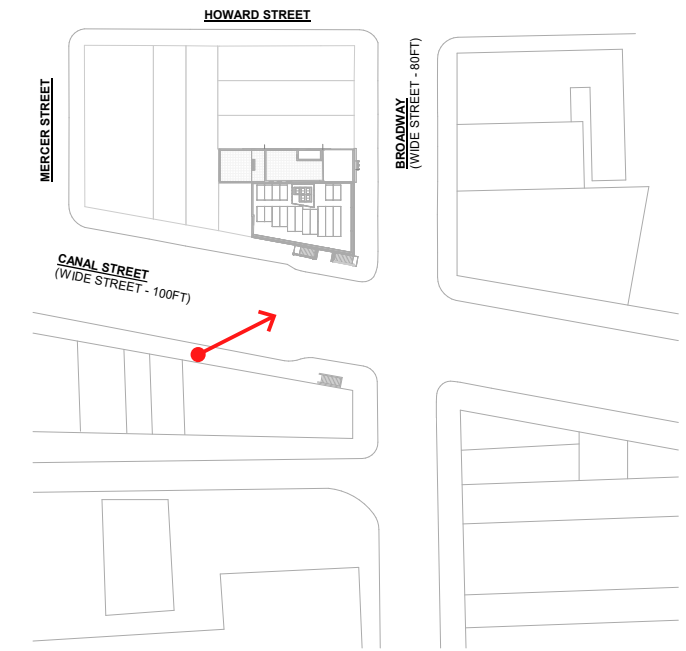 HOWARD STREET
MERCER STREET
BROADWAY
(WIDE STREET - 80FT)
CANAL STREET
(WIDE STREET - 100FT)